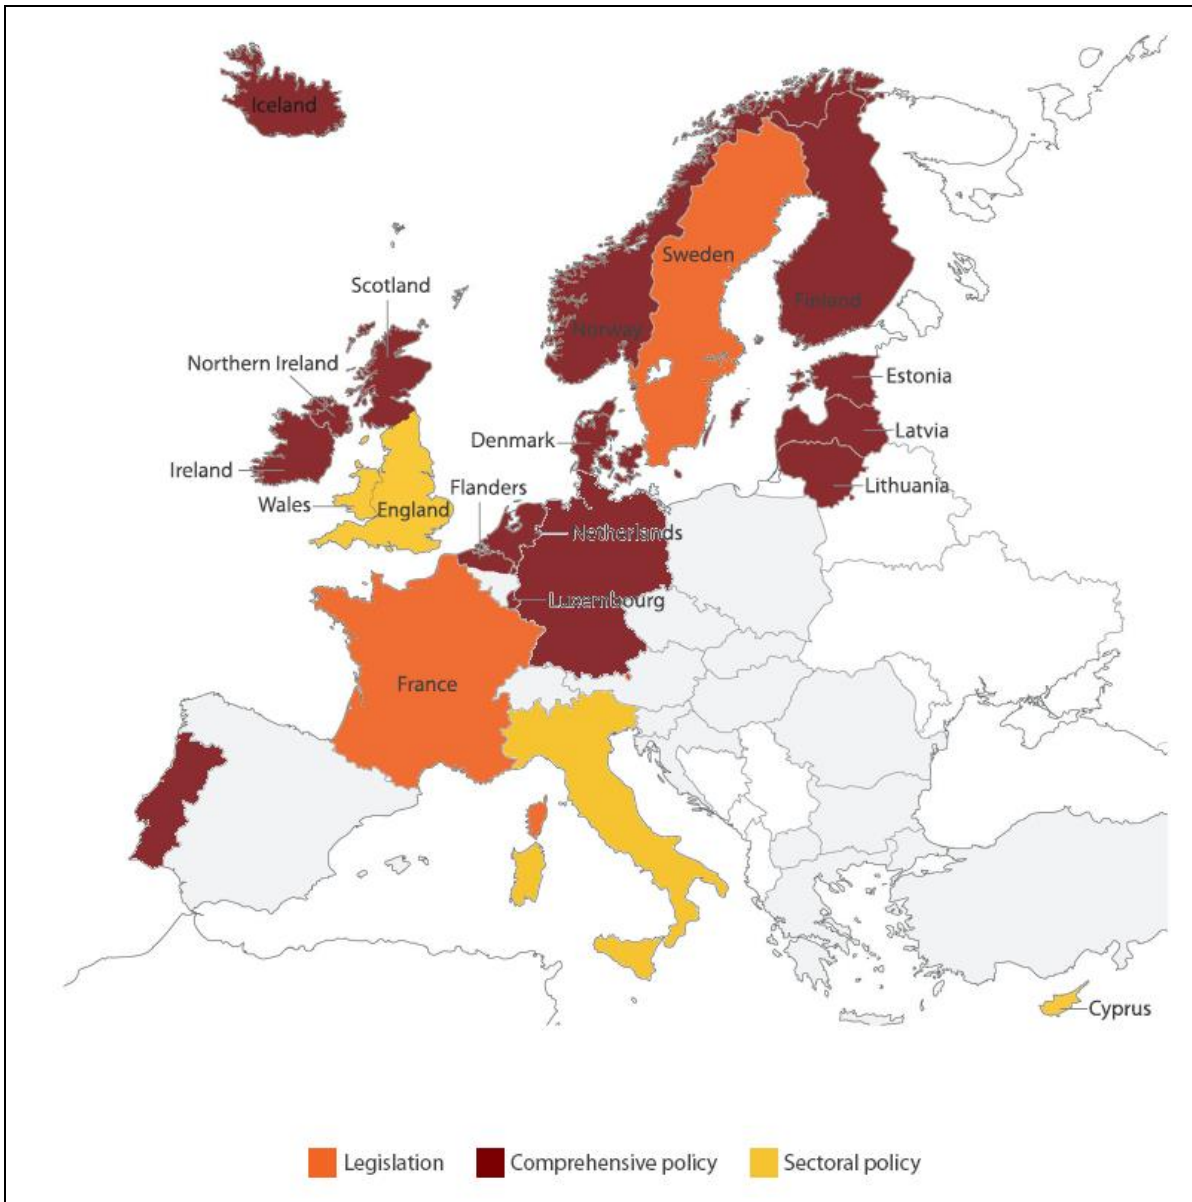 Iceland
Sweden
Scotland
Finland
Norway
Northern Ireland
Estonia
Latvia
Denmark
Ireland
Flanders
Lithuania
Wales
England
Netherlands
Luxembourg
France
Cyprus
Legislation
Comprehensive policy
Sectoral policy